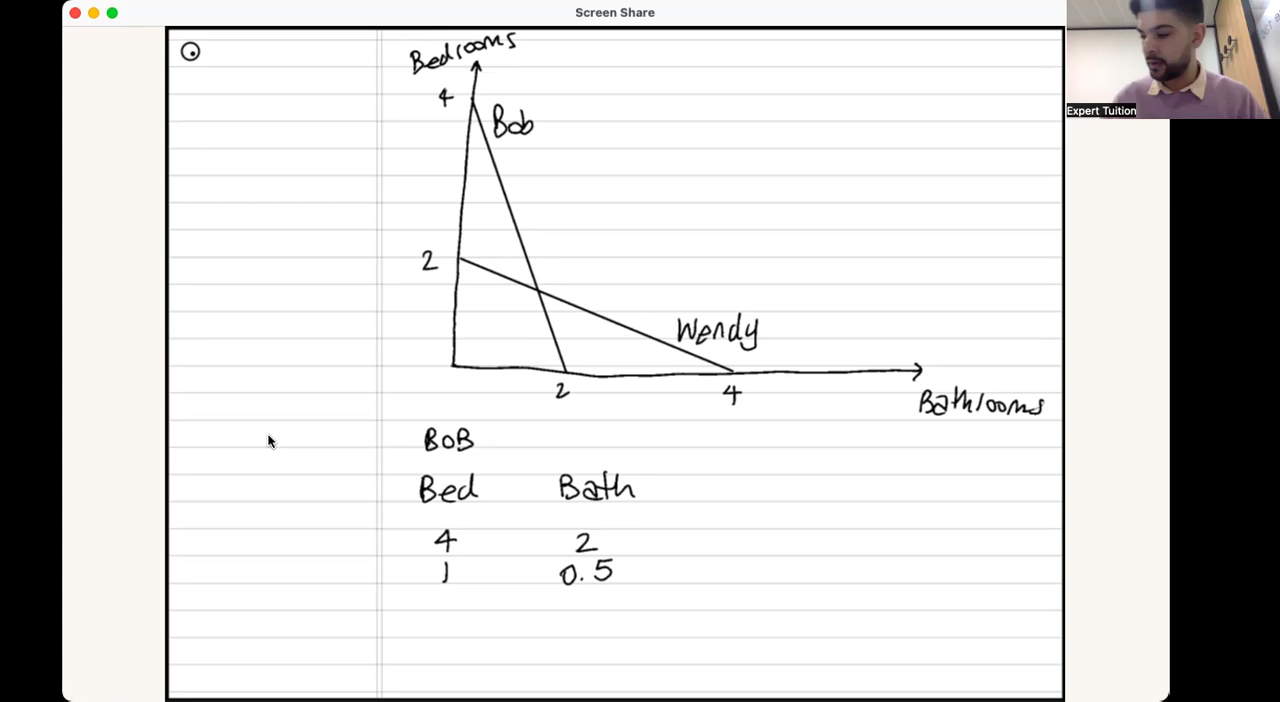 Screen Share
Expert Tuition
Bedrooms
4
Bob
2
Wendy
2 4
Bathrooms
BOB
Bed Bath
4 2
1 0.5